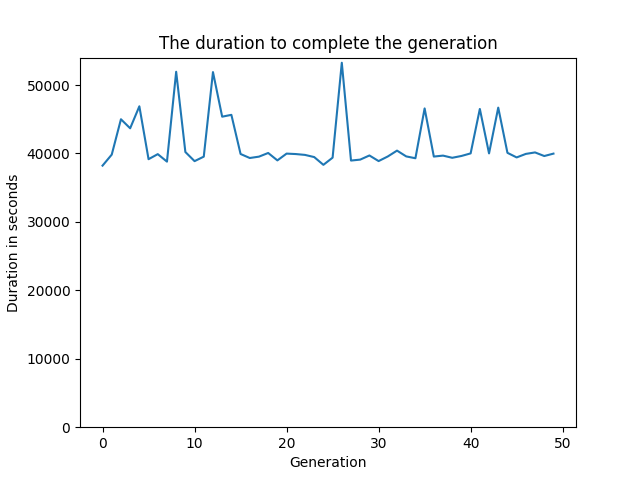 The duration to complete the generation
50000
40000
30000
20000
10000
0
Duration in seconds
0 10 20 30 40 50
Generation